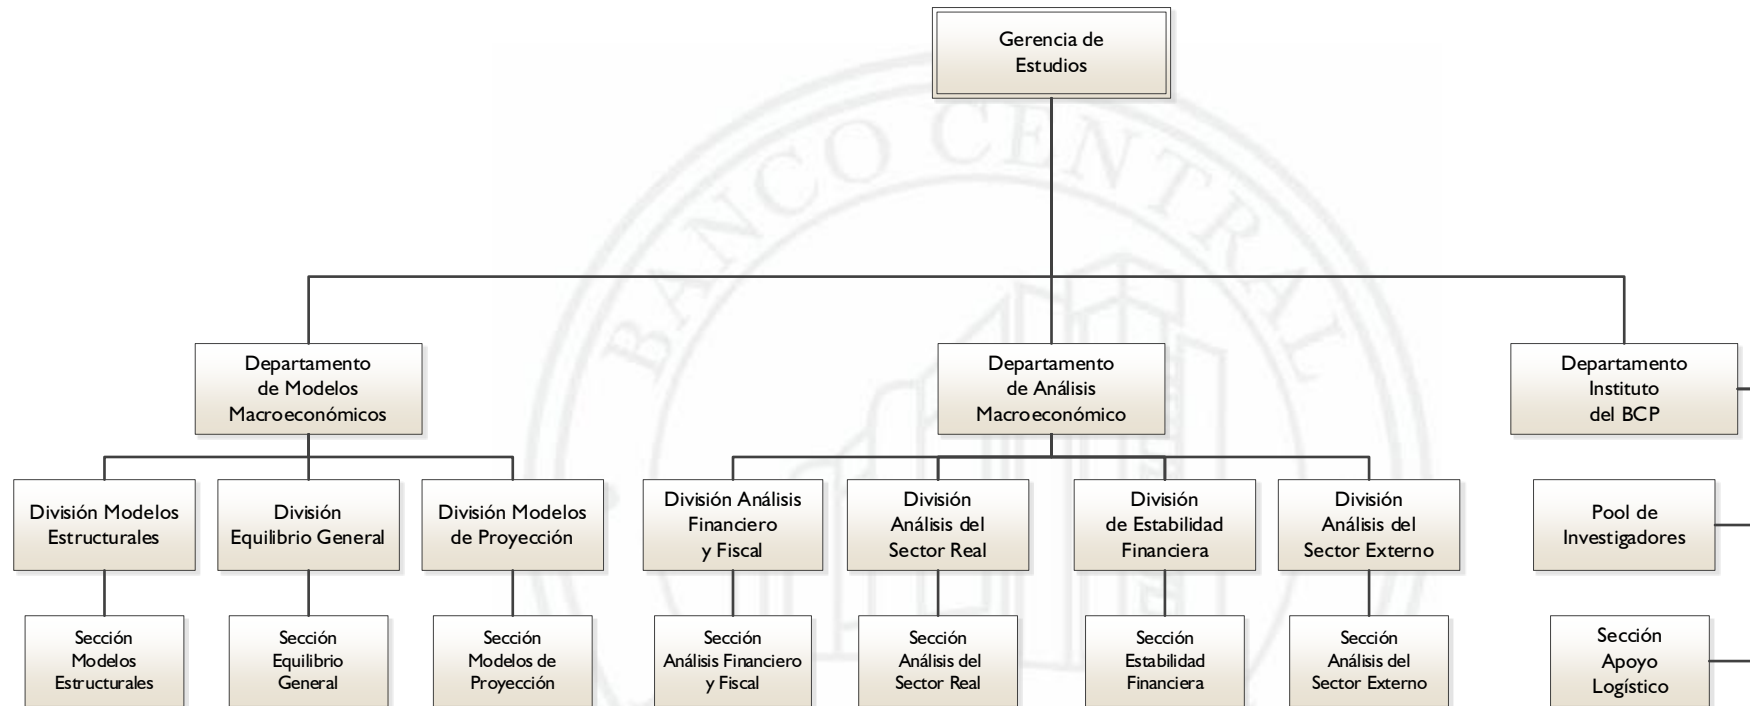 Gerencia de
Estudios
BANCO CENTRAL
Departamento
de Modelos
Macroeconómicos
Departamento
de Análisis
Macroeconómico
Departamento
Instituto
del BCP
División Modelos
Estructurales
División
Equilibrio General
División Modelos
de Proyección
División Análisis
Financiero
y Fiscal
División
Análisis del
Sector Real
División
de Estabilidad
Financiera
División
Análisis del
Sector Externo
Pool de
Investigadores
Sección
Modelos
Estructurales
Sección
Equilibrio
General
Sección
Modelos de
Proyección
Sección
Análisis Financiero
y Fiscal
Sección
Análisis del
Sector Real
Sección
Estabilidad
Financiera
Sección
Análisis del
Sector Externo
Sección
Apoyo
Logístico